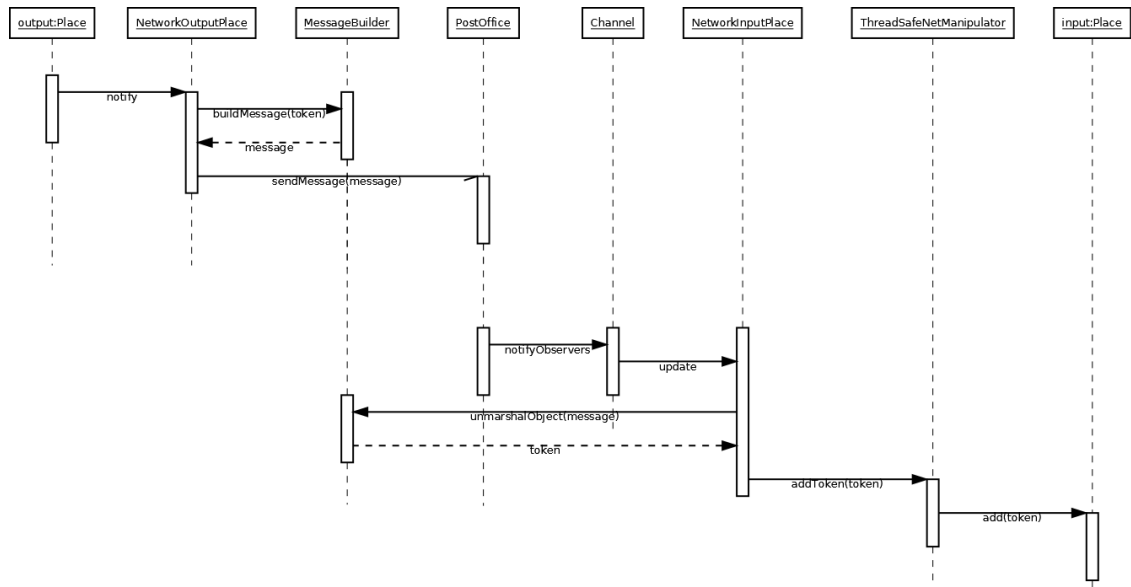 output:Place
NetworkOutputPlace
MessageBuilder
PostOffice
Channel
NetworkInputPlace
ThreadSafeNetManipulator
input:Place
notify
buildMessage(token)
message
sendMessage(message)
notifyObservers
update
unmarshalObject(message)
token
addToken(token)
add(token)